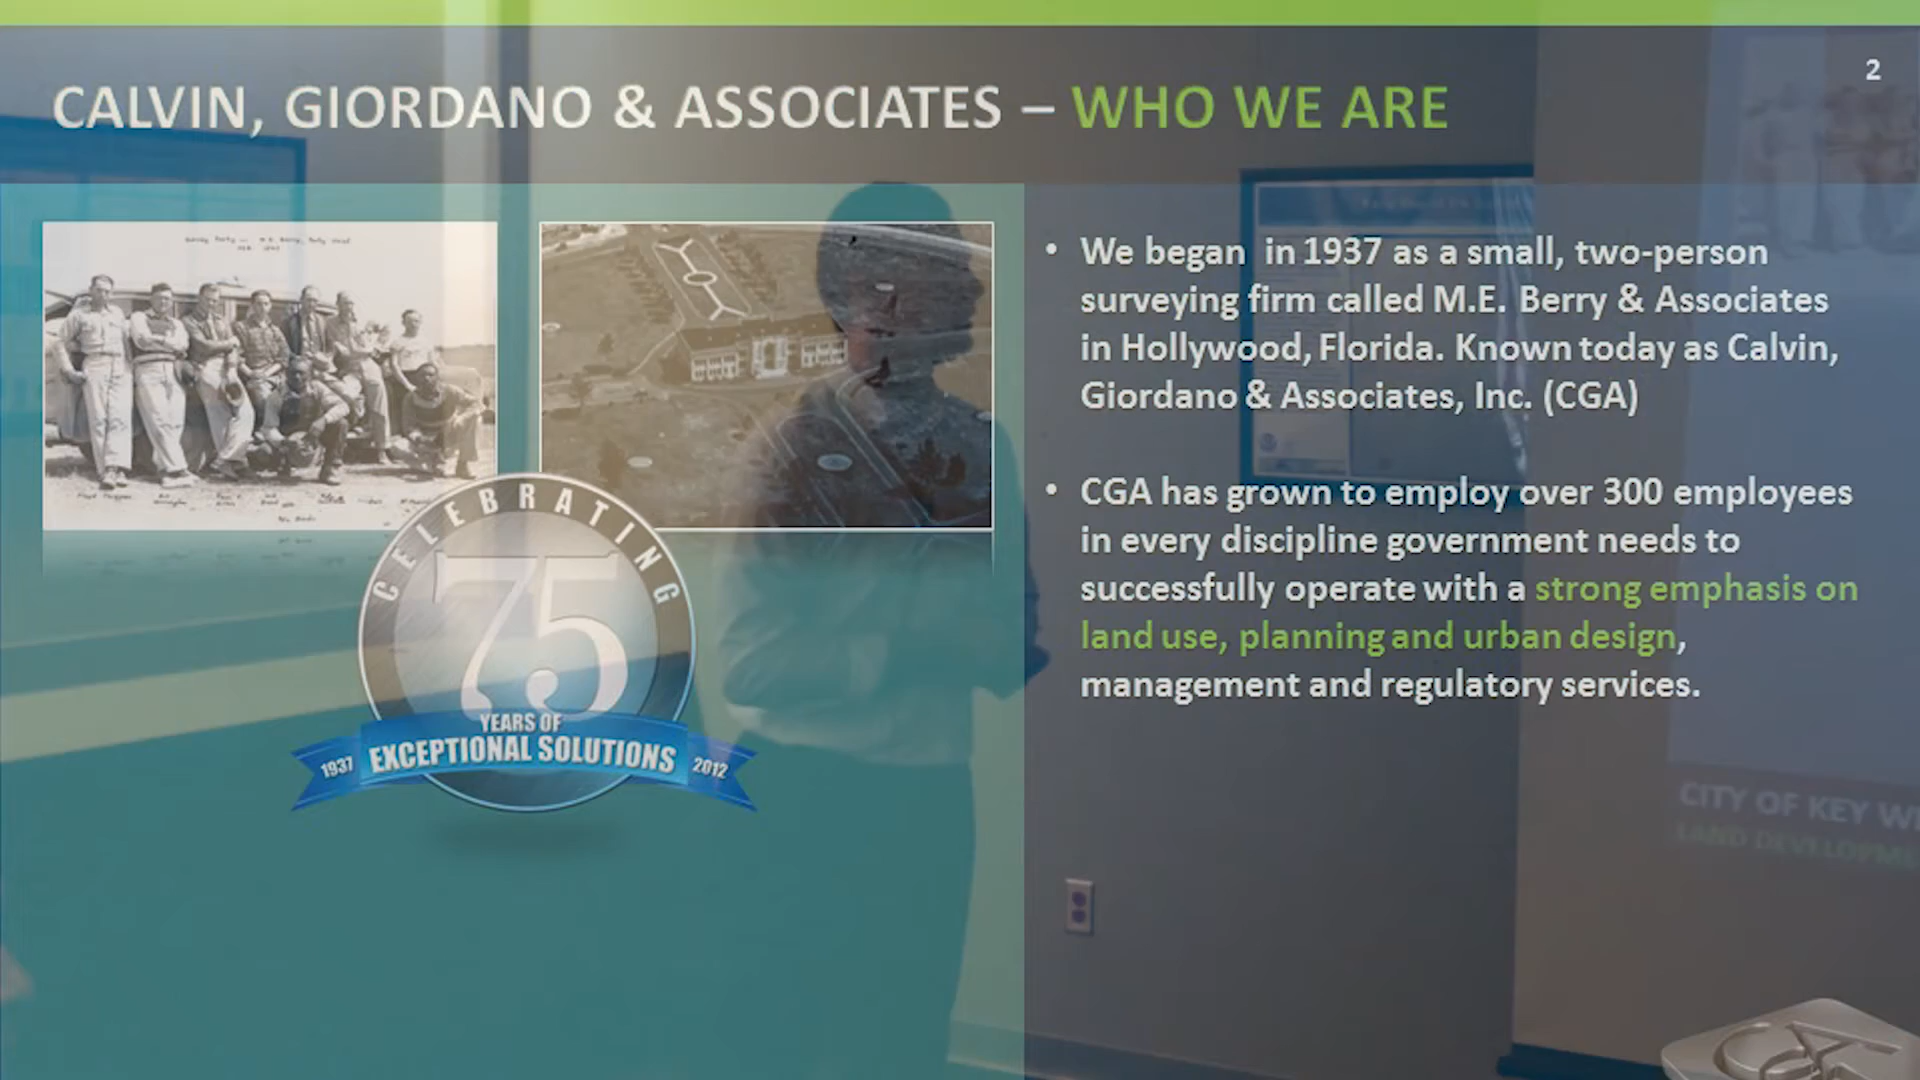 2
CALVIN, GIORDANO & ASSOCIATES – WHO WE ARE
• We began in 1937 as a small, two-person
surveying firm called M.E. Berry & Associates
in Hollywood, Florida. Known today as Calvin,
Giordano & Associates, Inc. (CGA)
• CGA has grown to employ over 300 employees
in every discipline government needs to
successfully operate with a strong emphasis on
land use, planning and urban design,
management and regulatory services.
CELEBRATING
75
YEARS OF
1937 EXCEPTIONAL SOLUTIONS 2012
CITY OF KEY
LAND